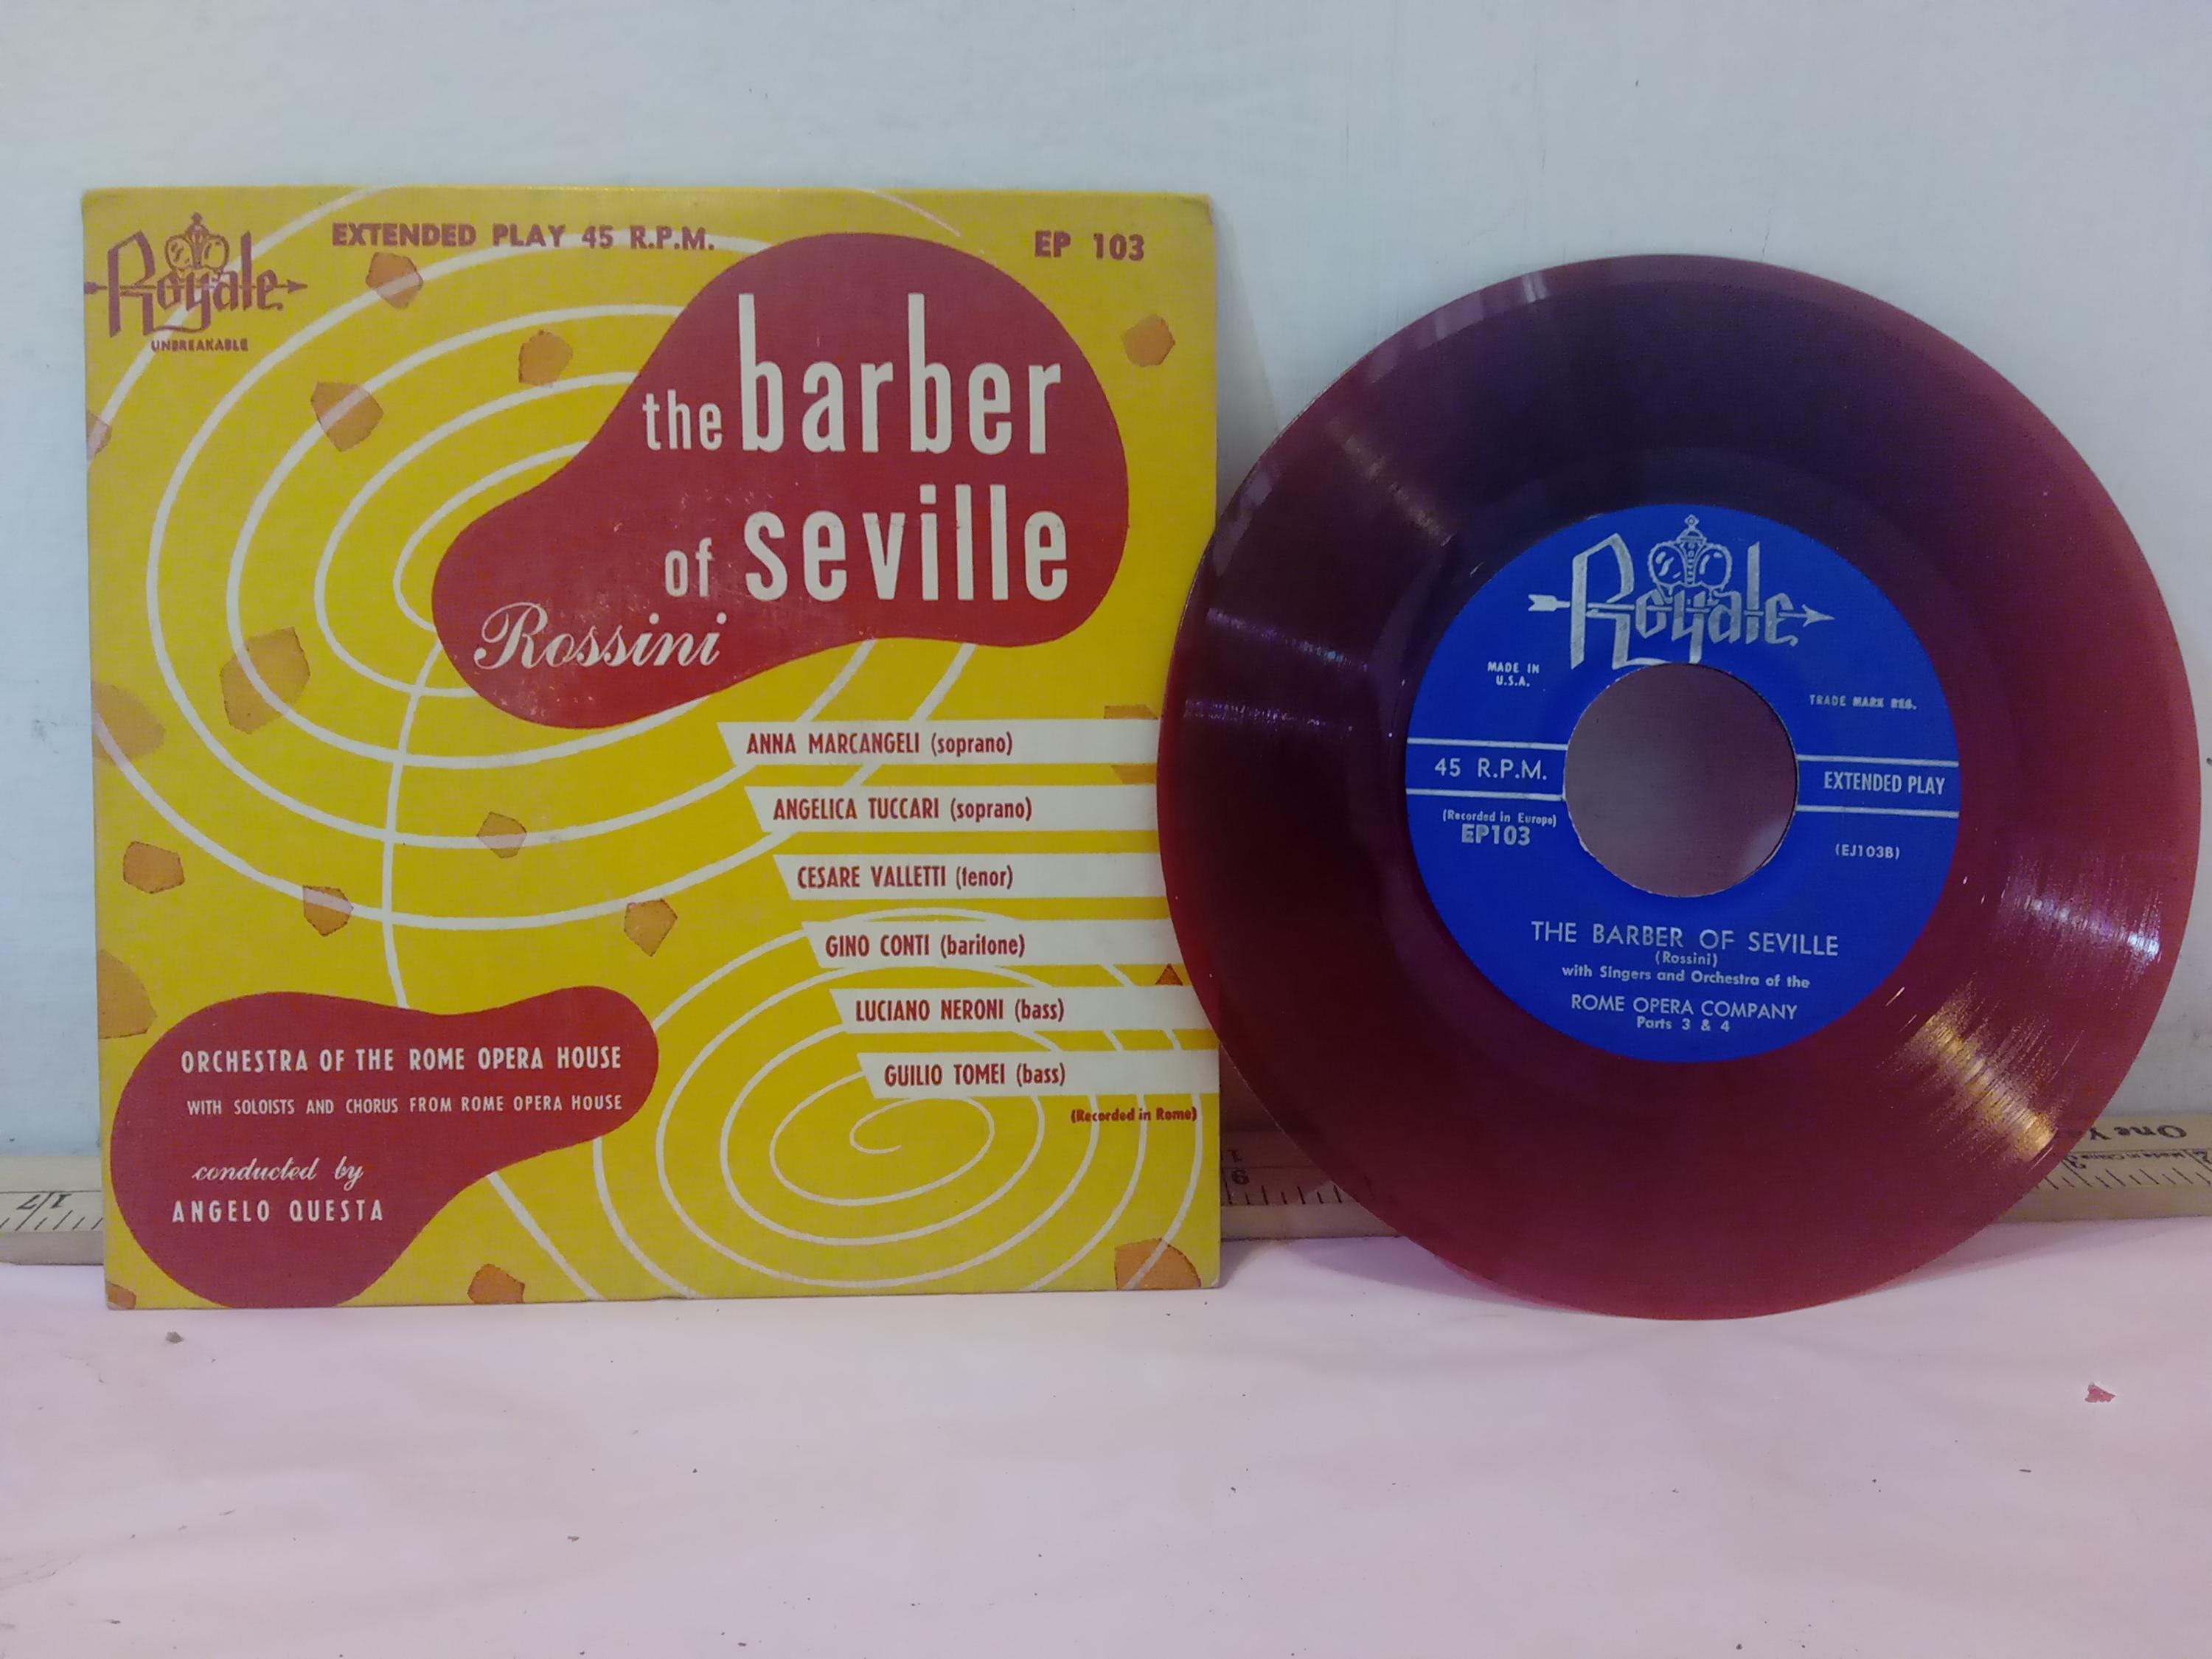 Royale
UNBREAKABLE
EXTENDED PLAY 45 R.P.M.
EP 103
the barber
of seville
Rossini
ANNA MARCANGELI (soprano)
ANGELICA TUCCARI (soprano)
CESARE VALLETTI (tenor)
GINO CONTI (baritone)
LUCIANO NERONI (bass)
GUILIO TOMEI (bass)
(Recorded in Rome)
ORCHESTRA OF THE ROME OPERA HOUSE
WITH SOLOISTS AND CHORUS FROM ROME OPERA HOUSE
conducted by
ANGELO QUESTA
Royale
MADE IN
U.S.A.
TRADE MARK REG.
45 R.P.M.
EXTENDED PLAY
(Recorded in Europe)
EP103
(EJ103B)
THE BARBER OF SEVILLE
(Rossini)
with Singers and Orchestra of the
ROME OPERA COMPANY
Parts 3 & 4
17
9
One